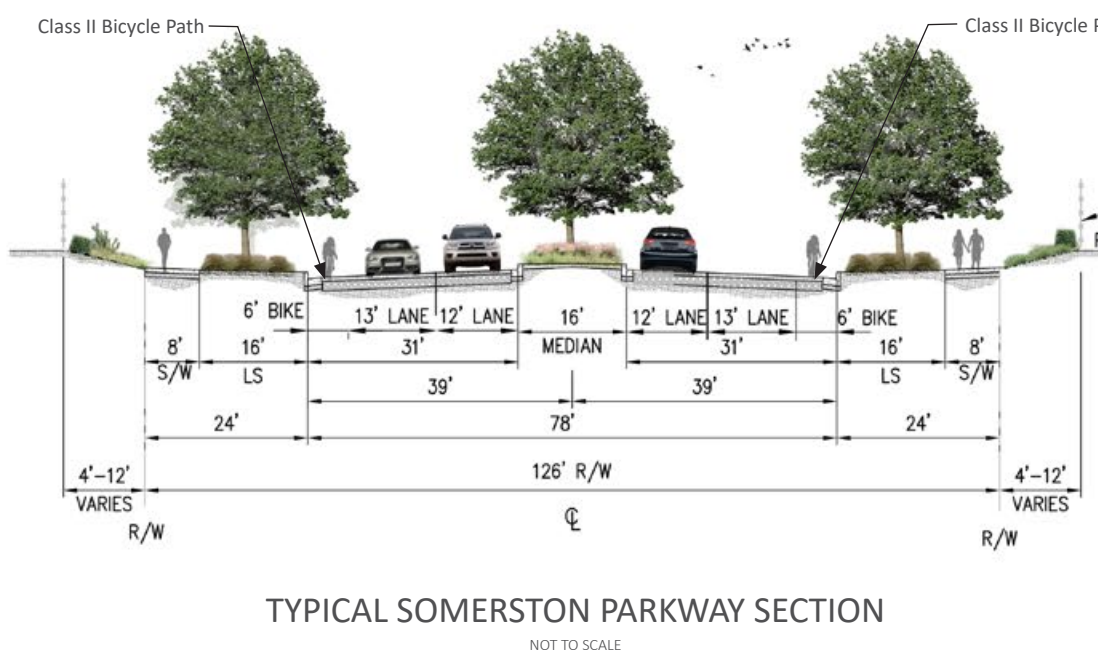 Class II Bicycle Path
Class II Bicycle P
6' BIKE 13' LANE 12' LANE 16' 12' LANE 13' LANE 6' BIKE
MEDIAN
8' 16' 31' 31' 16' 8'
S/W LS LS S/W
39' 39'
24' 78' 24'
4'-12' 126' R/W 4'-12'
VARIES VARIES
R/W ℄ R/W
TYPICAL SOMERSTON PARKWAY SECTION
NOT TO SCALE